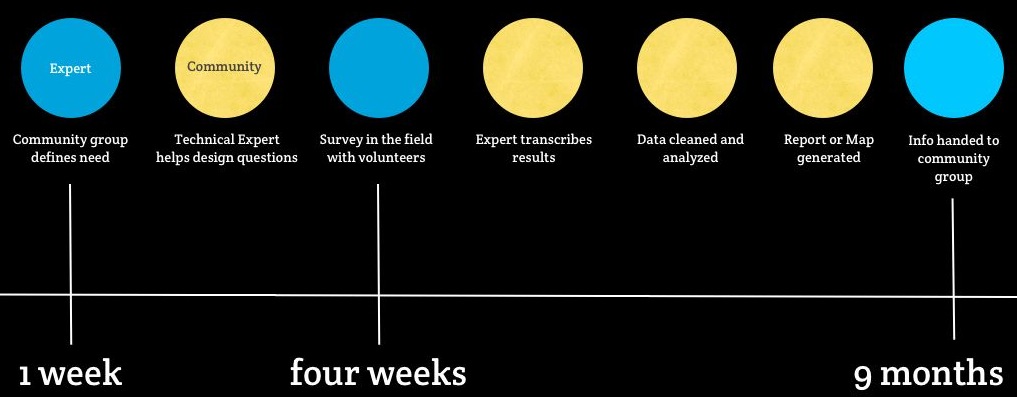 Expert
Community
Community group
defines need
Technical Expert
helps design questions
Survey in the field
with volunteers
Expert transcribes
results
Data cleaned and
analyzed
Report or Map
generated
Info handed to
community
group
1 week
four weeks
9 months